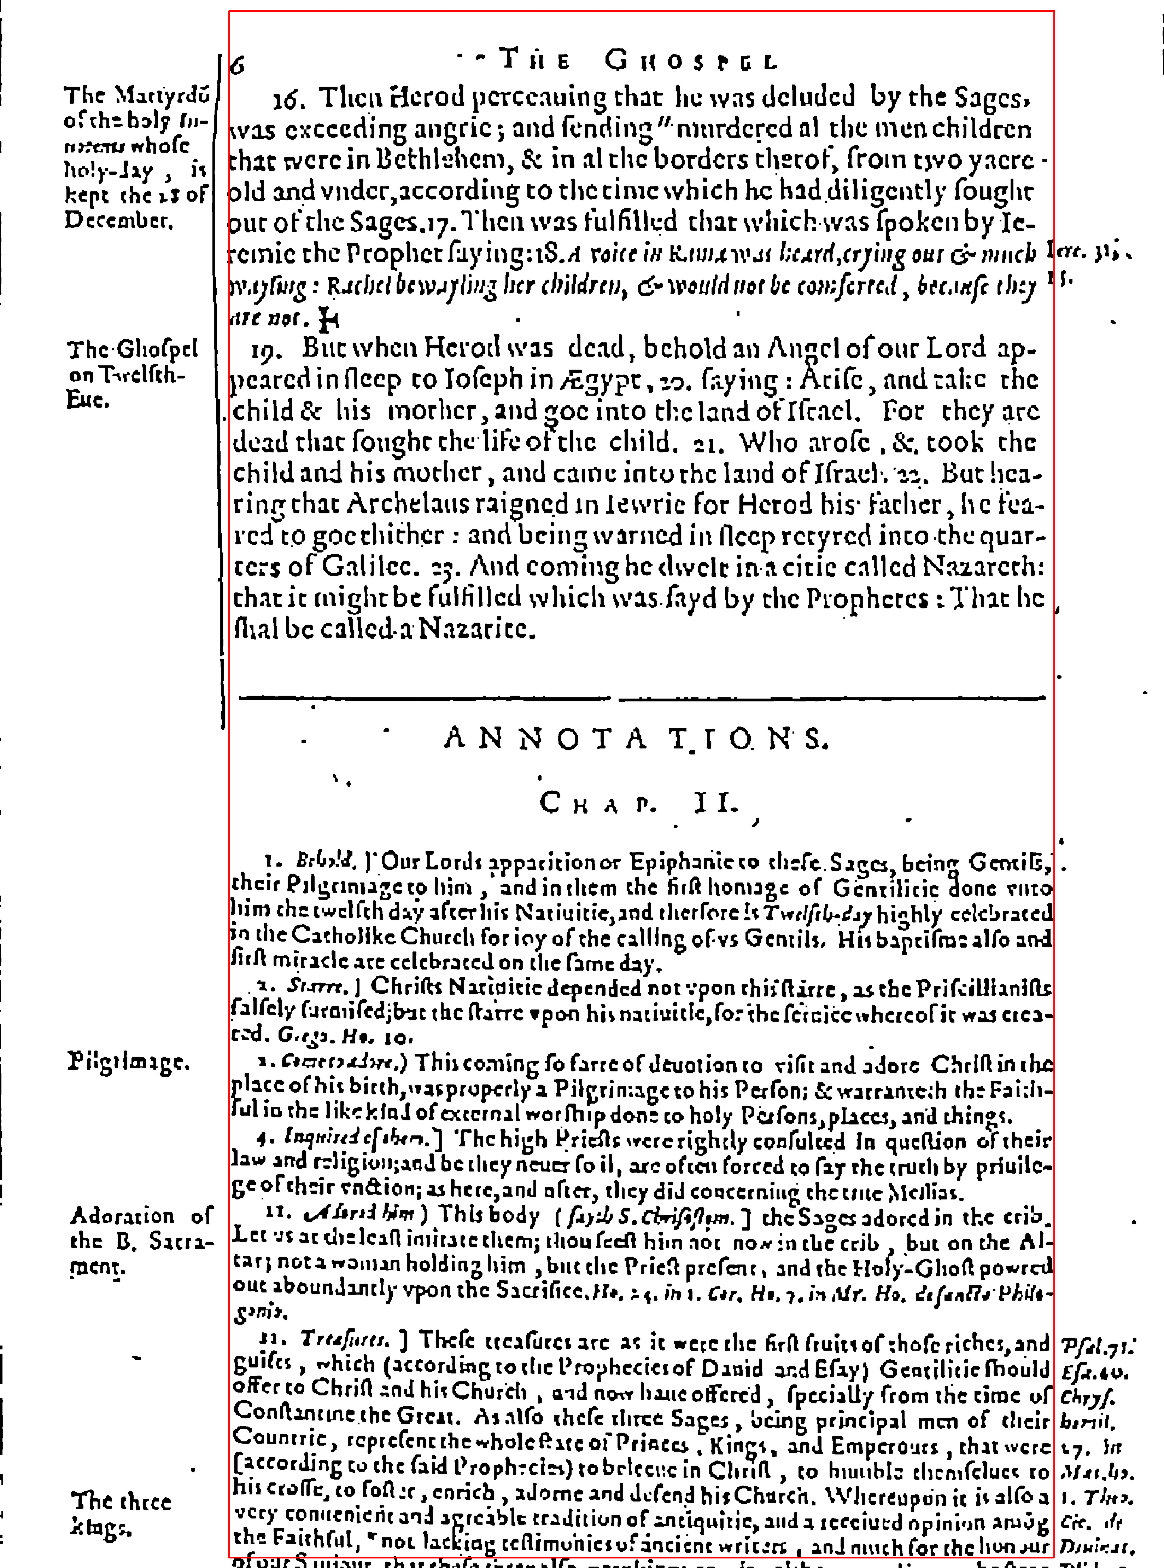 6 THE GHOSPEL
The Martyrdō
of the holy In-
nocents whose
holy-day, is
kept the 28 of
December.
16. Then Herod perceauing that he was deluded by the Sages,
was exceeding angrie; and ſending " murdered al the men children
that were in Bethlehem, & in al the borders therof, from two yaere
old and vnder, according to the time which he had diligently ſought
out of the Sages. 17. Then was fulfilled that which was ſpoken by Ie-
remie the Prophet ſaying: 18. A voice in Rama was heard, crying out & much
wayling: Rachel bewayling her children, & would not be comforted, becauſe they
are not.
Iere. 31,
15.
The Ghoſpel
on Twelfth-
Eue.
19. But when Herod was dead, behold an Angel of our Lord ap-
peared in ſleep to Ioſeph in Ægypt, 20. ſaying: Ariſe, and take the
child & his mother, and goe into the land of Iſrael. For they are
dead that ſought the life of the child. 21. Who aroſe, & took the
child and his mother, and came into the land of Iſrael. 22. But hea-
ring that Archelaus raigned in Iewrie for Herod his father, he fea-
red to goe thither: and being warned in ſleep retyred into the quar-
ters of Galilee. 23. And coming he dwelt in a citie called Nazareth:
that it might be fulfilled which was ſayd by the Prophetes: That he
ſhal be called a Nazarite.
ANNOTATIONS.
CHAP. II.
1. Behold.] Our Lords apparition or Epiphanie to theſe Sages, being Gentils,
their Pilgrimage to him, and in them the firſt homage of Gentilitie done vnto
him the twelfth day after his Natiuitie, and therfore is Twelfth-day highly celebrated
in the Catholike Church for ioy of the calling of vs Gentils. His baptiſme alſo and
firſt miracle are celebrated on the ſame day.
2. Starre.] Chriſts Natiuitie depended not vpon this ſtarre, as the Priſcillianiſts
falſely ſurmiſed; but the ſtarre vpon his natiuitie, for the ſeruice wherof it was crea-
ted. Greg. Ho. 10.
Pilgrimage.
2. Come to adore.) This coming ſo farre of deuotion to viſit and adore Chriſt in the
place of his birth, was properly a Pilgrimage to his Perſon; & warranteth the Faith-
ful in the like kind of external worſhip done to holy Perſons, places, and things.
4. Inquired of them.] The high Prieſts were rightly conſulted in queſtion of their
law and religion; and be they neuer ſo il, are often forced to ſay the truth by priuile-
ge of their vnction; as here, and after, they did concerning the true Meſſias.
Adoration of
the B. Sacra-
ment.
11. Adored him) This body (ſayth S. Chriſoſtom.] the Sages adored in the crib.
Let vs at the leaſt imitate them; thou ſeeſt him not now in the crib, but on the Al-
tar; not a woman holding him, but the Prieſt preſent, and the Holy-Ghoſt powred
out aboundantly vpon the Sacrifice. Ho. 24. in 1. Cor. Ho. 7. in Mt. Ho. de ſancto Philo-
gonio.
11. Treaſures.] Theſe treaſures are as it were the firſt fruits of thoſe riches, and
guifts, which (according to the Prophecies of Dauid and Eſay) Gentilitie ſhould
offer to Chriſt and his Church, and now haue offered, ſpecially from the time of
Conſtantine the Great. As alſo theſe three Sages, being principal men of their
Countrie, repreſent the whole ſtate of Princes, Kings, and Emperours, that were
(according to the ſaid Prophecies) to beleeue in Chriſt, to humble themſelues to
his croſſe, to foſter, enrich, adorne and defend his Church. Whereupon it is alſo a
very conuenient and agreable tradition of antiquitie, and a receiued opinion amōg
the Faithful, not lacking teſtimonies of ancient writers, and much for the honour
Pſal. 71.
Eſa. 60.
Chryſ.
homil.
The three
kings.